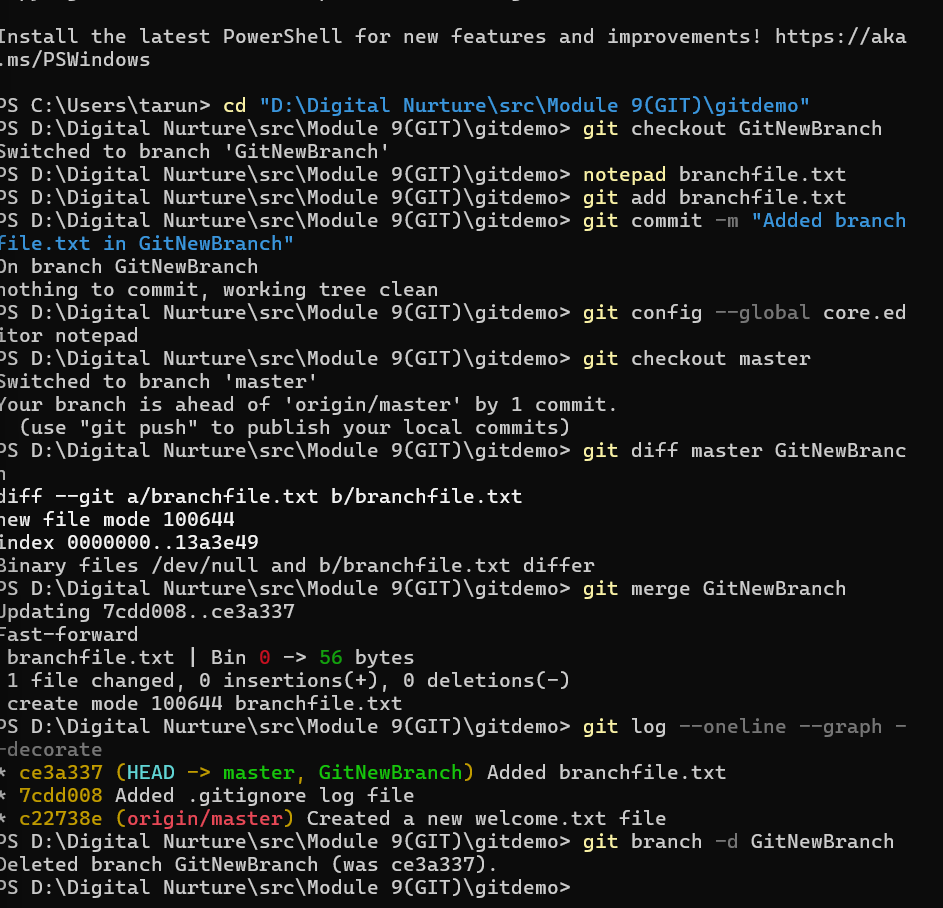 Install the latest PowerShell for new features and improvements! https://aka
.ms/PSWindows
PS C:\Users\tarun> cd "D:\Digital Nurture\src\Module 9(GIT)\gitdemo"
PS D:\Digital Nurture\src\Module 9(GIT)\gitdemo> git checkout GitNewBranch
Switched to branch 'GitNewBranch'
PS D:\Digital Nurture\src\Module 9(GIT)\gitdemo> notepad branchfile.txt
PS D:\Digital Nurture\src\Module 9(GIT)\gitdemo> git add branchfile.txt
PS D:\Digital Nurture\src\Module 9(GIT)\gitdemo> git commit -m "Added branch
file.txt in GitNewBranch"
On branch GitNewBranch
nothing to commit, working tree clean
PS D:\Digital Nurture\src\Module 9(GIT)\gitdemo> git config --global core.ed
itor notepad
PS D:\Digital Nurture\src\Module 9(GIT)\gitdemo> git checkout master
Switched to branch 'master'
Your branch is ahead of 'origin/master' by 1 commit.
(use "git push" to publish your local commits)
PS D:\Digital Nurture\src\Module 9(GIT)\gitdemo> git diff master GitNewBranc
h
diff --git a/branchfile.txt b/branchfile.txt
new file mode 100644
index 0000000..13a3e49
Binary files /dev/null and b/branchfile.txt differ
PS D:\Digital Nurture\src\Module 9(GIT)\gitdemo> git merge GitNewBranch
Updating 7cdd008..ce3a337
Fast-forward
branchfile.txt | Bin 0 -> 56 bytes
1 file changed, 0 insertions(+), 0 deletions(-)
create mode 100644 branchfile.txt
PS D:\Digital Nurture\src\Module 9(GIT)\gitdemo> git log --oneline --graph -
-decorate
* ce3a337 (HEAD -> master, GitNewBranch) Added branchfile.txt
* 7cdd008 Added .gitignore log file
* c22738e (origin/master) Created a new welcome.txt file
PS D:\Digital Nurture\src\Module 9(GIT)\gitdemo> git branch -d GitNewBranch
Deleted branch GitNewBranch (was ce3a337).
PS D:\Digital Nurture\src\Module 9(GIT)\gitdemo>